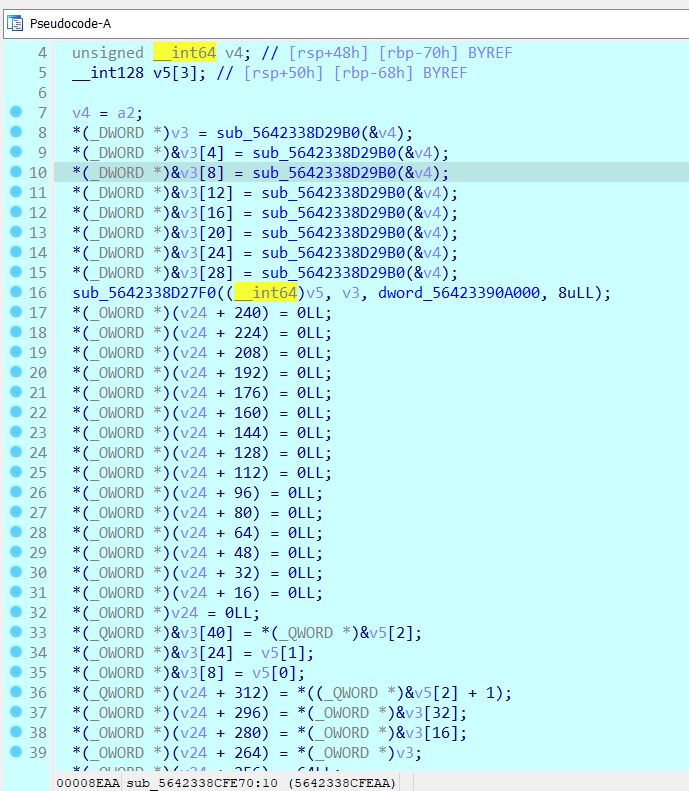 Pseudocode-A
4 unsigned __int64 v4; // [rsp+48h] [rbp-70h] BYREF
5 __int128 v5[3]; // [rsp+50h] [rbp-68h] BYREF
6
7 v4 = a2;
8 *(_DWORD *)v3 = sub_5642338D29B0(&v4);
9 *(_DWORD *)&v3[4] = sub_5642338D29B0(&v4);
10 *(_DWORD *)&v3[8] = sub_5642338D29B0(&v4);
11 *(_DWORD *)&v3[12] = sub_5642338D29B0(&v4);
12 *(_DWORD *)&v3[16] = sub_5642338D29B0(&v4);
13 *(_DWORD *)&v3[20] = sub_5642338D29B0(&v4);
14 *(_DWORD *)&v3[24] = sub_5642338D29B0(&v4);
15 *(_DWORD *)&v3[28] = sub_5642338D29B0(&v4);
16 sub_5642338D27F0((__int64)v5, v3, dword_56423390A000, 8uLL);
17 *(_OWORD *)(v24 + 240) = 0LL;
18 *(_OWORD *)(v24 + 224) = 0LL;
19 *(_OWORD *)(v24 + 208) = 0LL;
20 *(_OWORD *)(v24 + 192) = 0LL;
21 *(_OWORD *)(v24 + 176) = 0LL;
22 *(_OWORD *)(v24 + 160) = 0LL;
23 *(_OWORD *)(v24 + 144) = 0LL;
24 *(_OWORD *)(v24 + 128) = 0LL;
25 *(_OWORD *)(v24 + 112) = 0LL;
26 *(_OWORD *)(v24 + 96) = 0LL;
27 *(_OWORD *)(v24 + 80) = 0LL;
28 *(_OWORD *)(v24 + 64) = 0LL;
29 *(_OWORD *)(v24 + 48) = 0LL;
30 *(_OWORD *)(v24 + 32) = 0LL;
31 *(_OWORD *)(v24 + 16) = 0LL;
32 *(_OWORD *)v24 = 0LL;
33 *(_QWORD *)&v3[40] = *(_QWORD *)&v5[2];
34 *(_OWORD *)&v3[24] = v5[1];
35 *(_OWORD *)&v3[8] = v5[0];
36 *(_QWORD *)(v24 + 312) = *((_QWORD *)&v5[2] + 1);
37 *(_OWORD *)(v24 + 296) = *(_OWORD *)&v3[32];
38 *(_OWORD *)(v24 + 280) = *(_OWORD *)&v3[16];
39 *(_OWORD *)(v24 + 264) = *(_OWORD *)v3;
00008EAA sub_5642338CFE70:10 (5642338CFEAA)